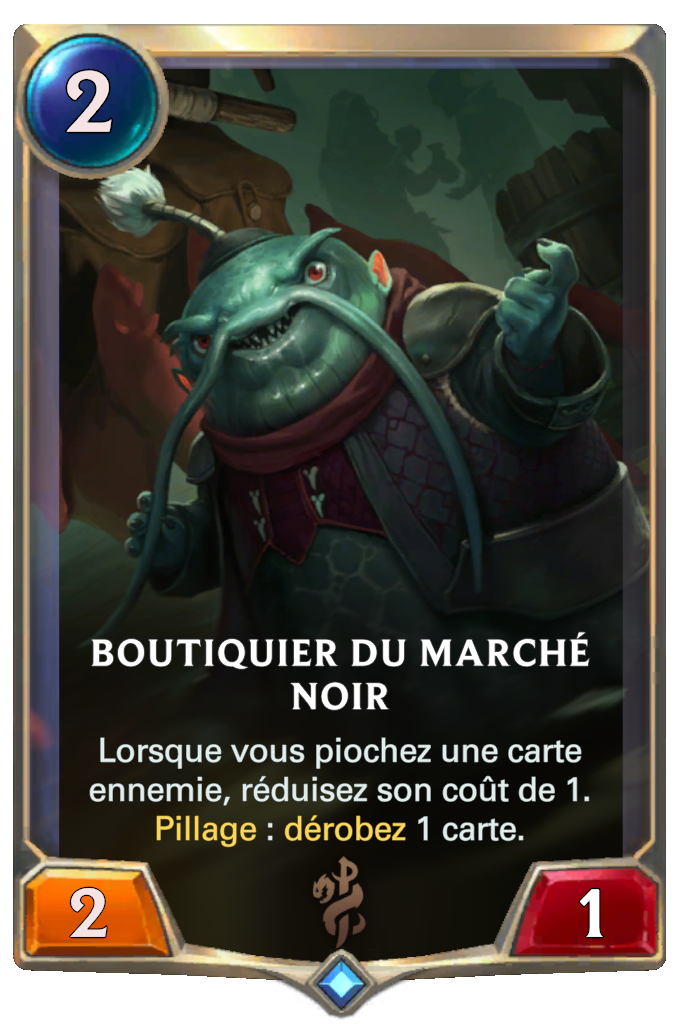 2
BOUTIQUIER DU MARCHÉ
NOIR
Lorsque vous piochez une carte
ennemie, réduisez son coût de 1.
Pillage : dérobez 1 carte.
2
1